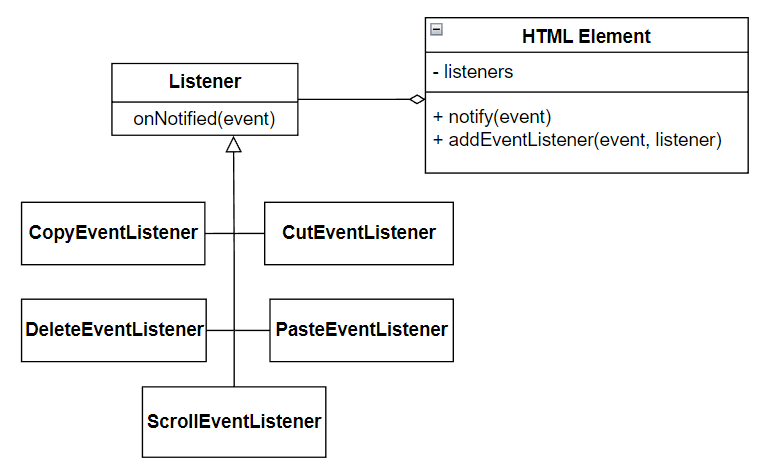 HTML Element
- listeners
+ notify(event)
+ addEventListener(event, listener)
Listener
onNotified(event)
CopyEventListener
CutEventListener
DeleteEventListener
PasteEventListener
ScrollEventListener